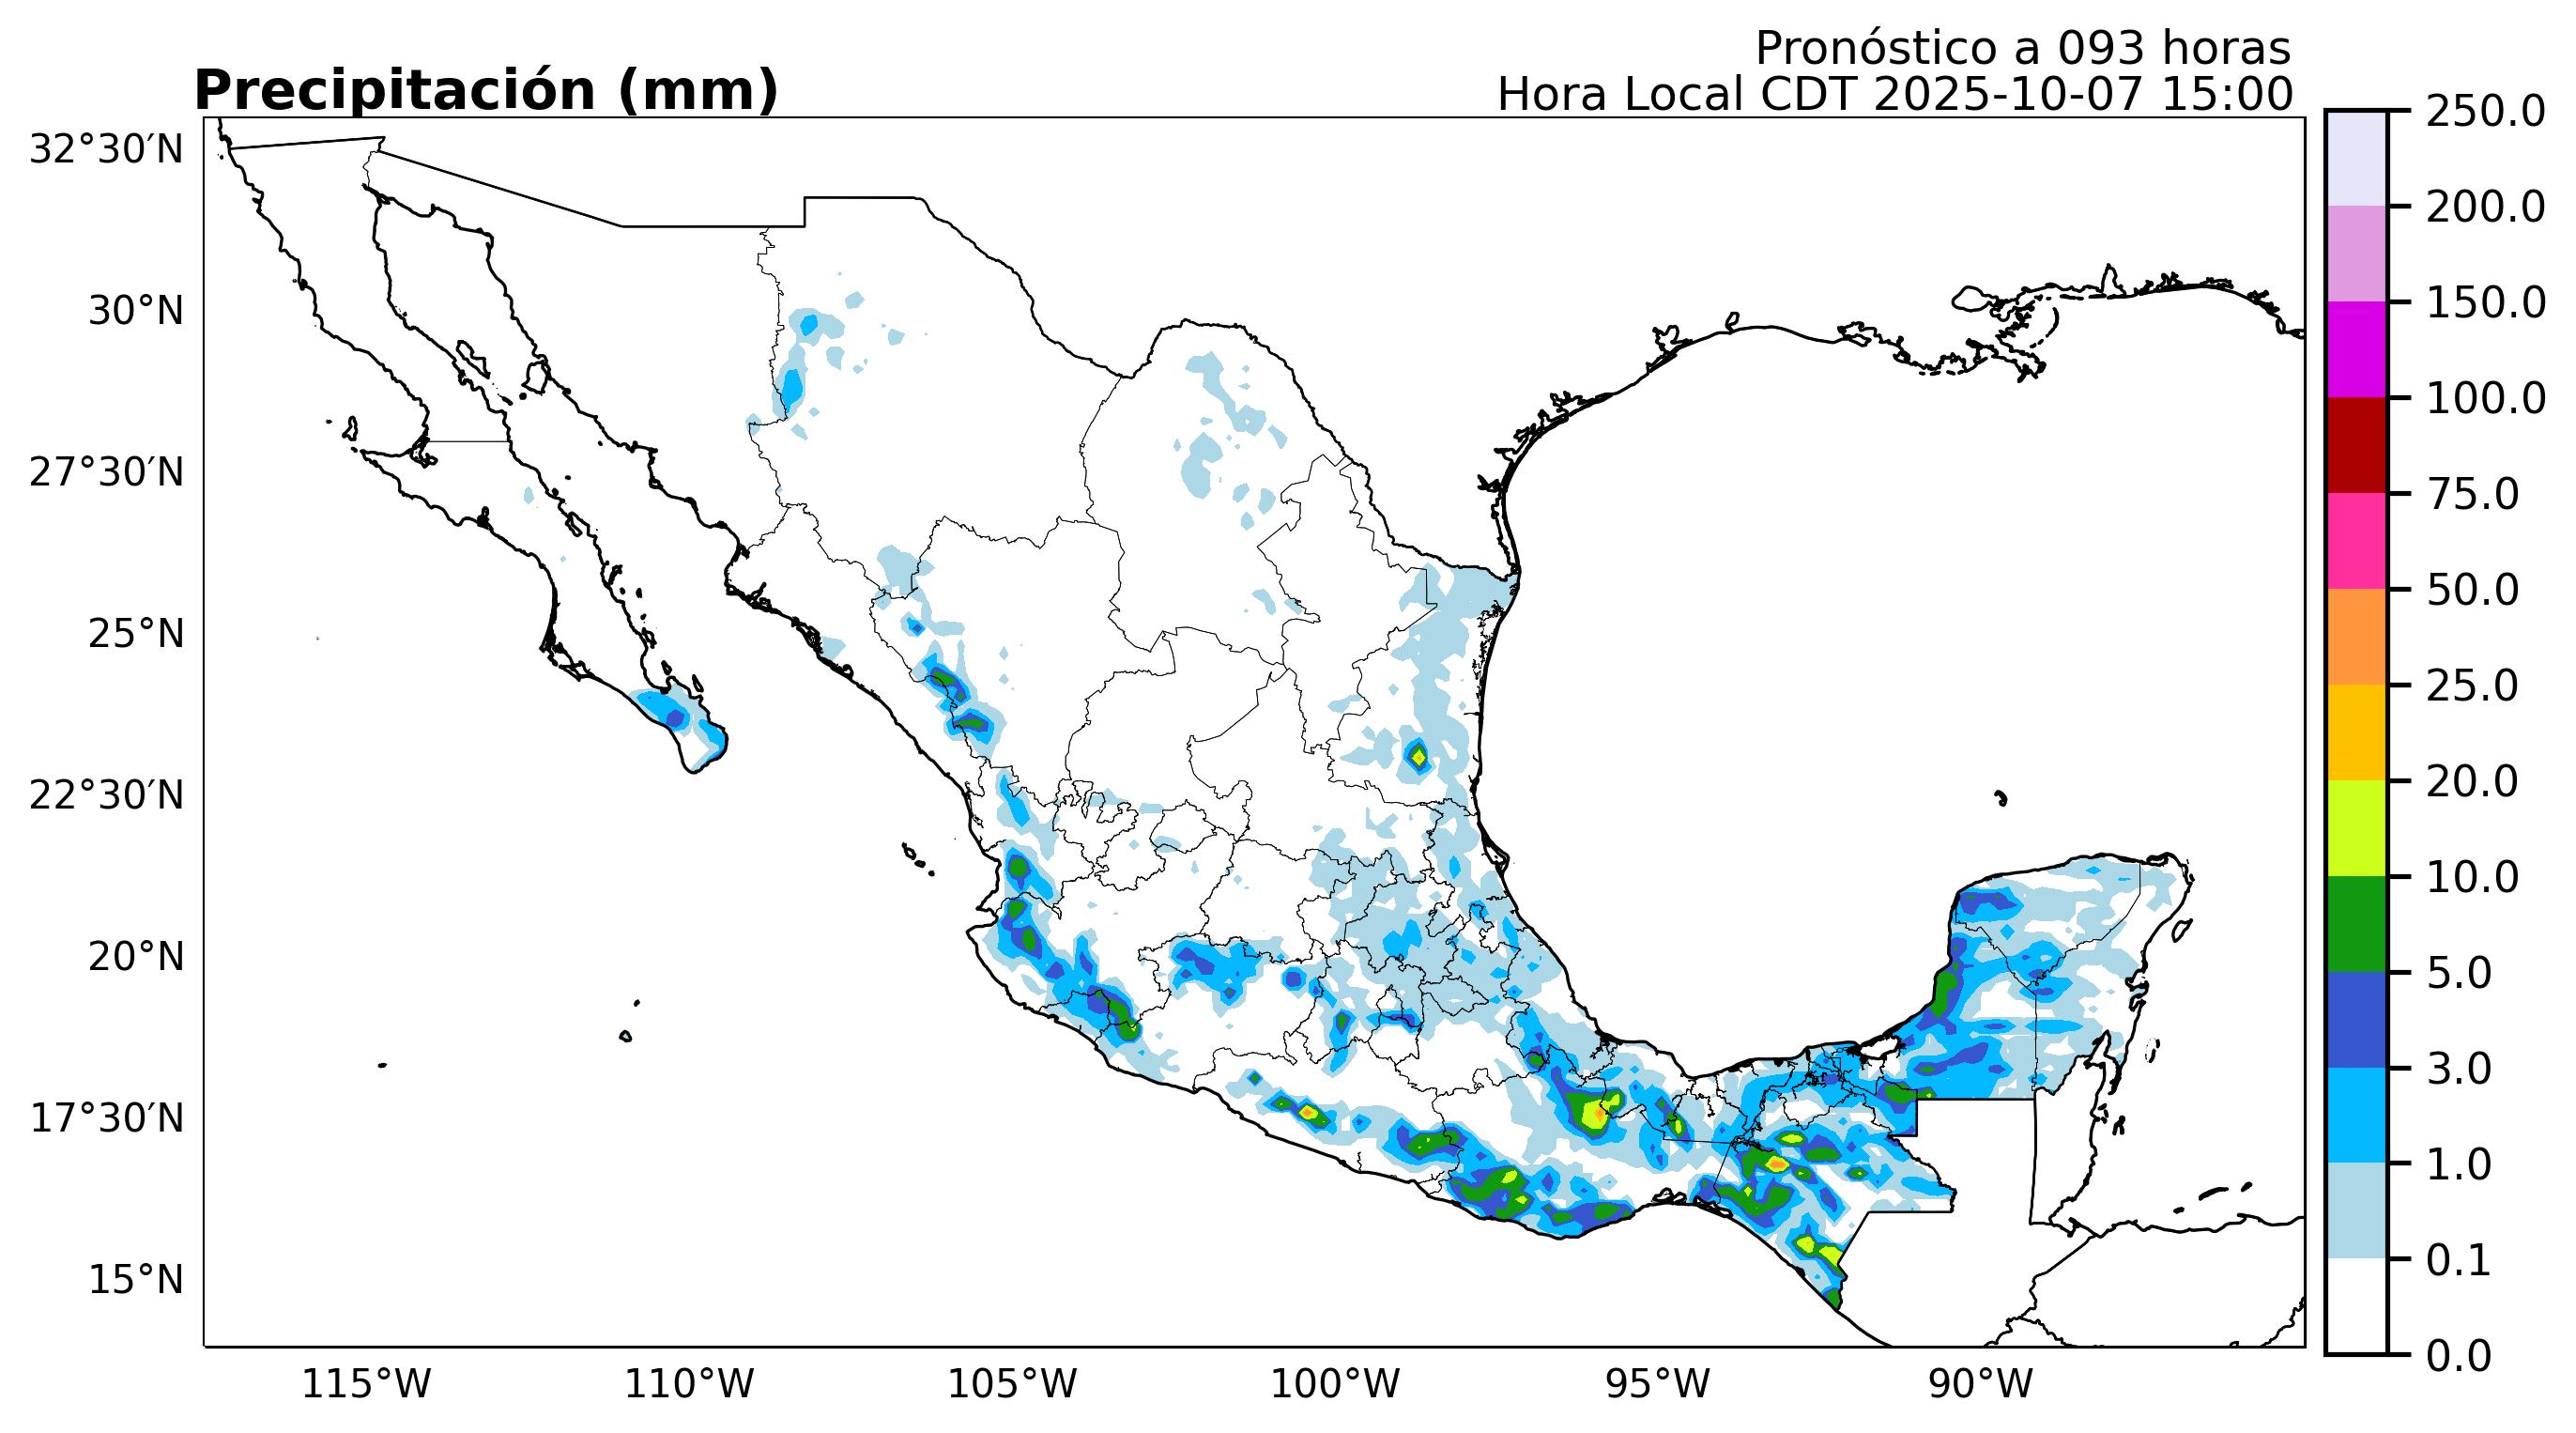 Pronóstico a 093 horas
Precipitación (mm)
Hora Local CDT 2025-10-07 15:00
32°30′N
30°N
27°30′N
25°N
22°30′N
20°N
17°30′N
15°N
115°W
110°W
105°W
100°W
95°W
90°W
250.0
200.0
150.0
100.0
75.0
50.0
25.0
20.0
10.0
5.0
3.0
1.0
0.1
0.0